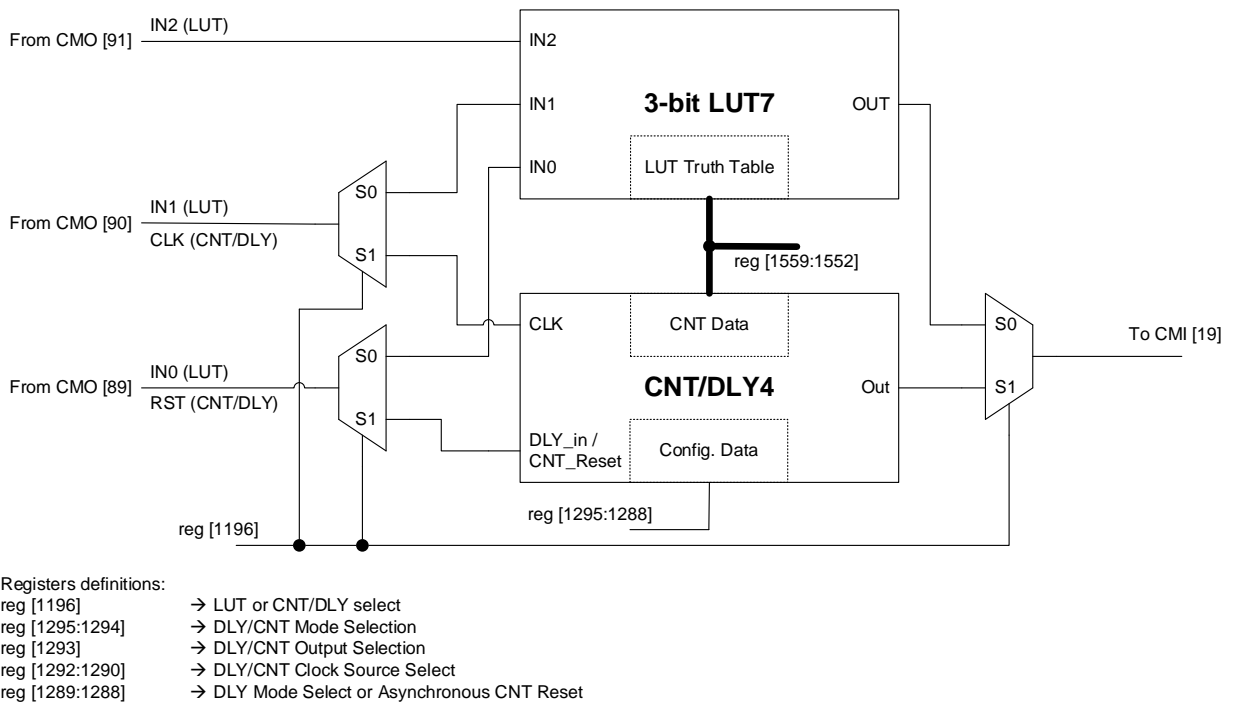 From CMO [91]
IN2 (LUT)
IN2
IN1
3-bit LUT7
OUT
IN0
LUT Truth Table
From CMO [90]
IN1 (LUT)
CLK (CNT/DLY)
S0
S1
reg [1559:1552]
CLK
CNT Data
S0
To CMI [19]
From CMO [89]
IN0 (LUT)
RST (CNT/DLY)
S0
S1
CNT/DLY4
Out
S1
DLY_in /
CNT_Reset
Config. Data
reg [1295:1288]
reg [1196]
Registers definitions:
reg [1196] → LUT or CNT/DLY select
reg [1295:1294] → DLY/CNT Mode Selection
reg [1293] → DLY/CNT Output Selection
reg [1292:1290] → DLY/CNT Clock Source Select
reg [1289:1288] → DLY Mode Select or Asynchronous CNT Reset